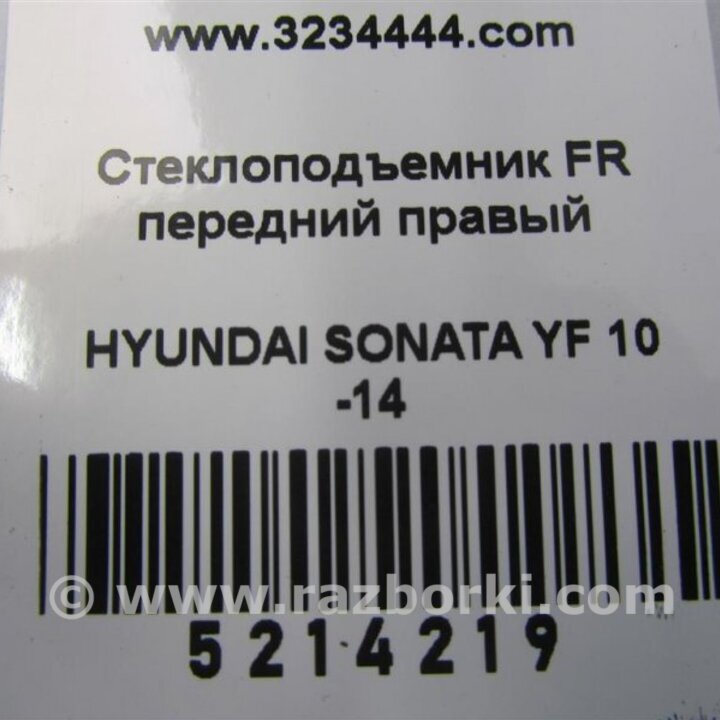 www.3234444.com
Стеклоподъемник FR
передний правый
HYUNDAI SONATA YF 10
-14
© www.razborki.com
5214219